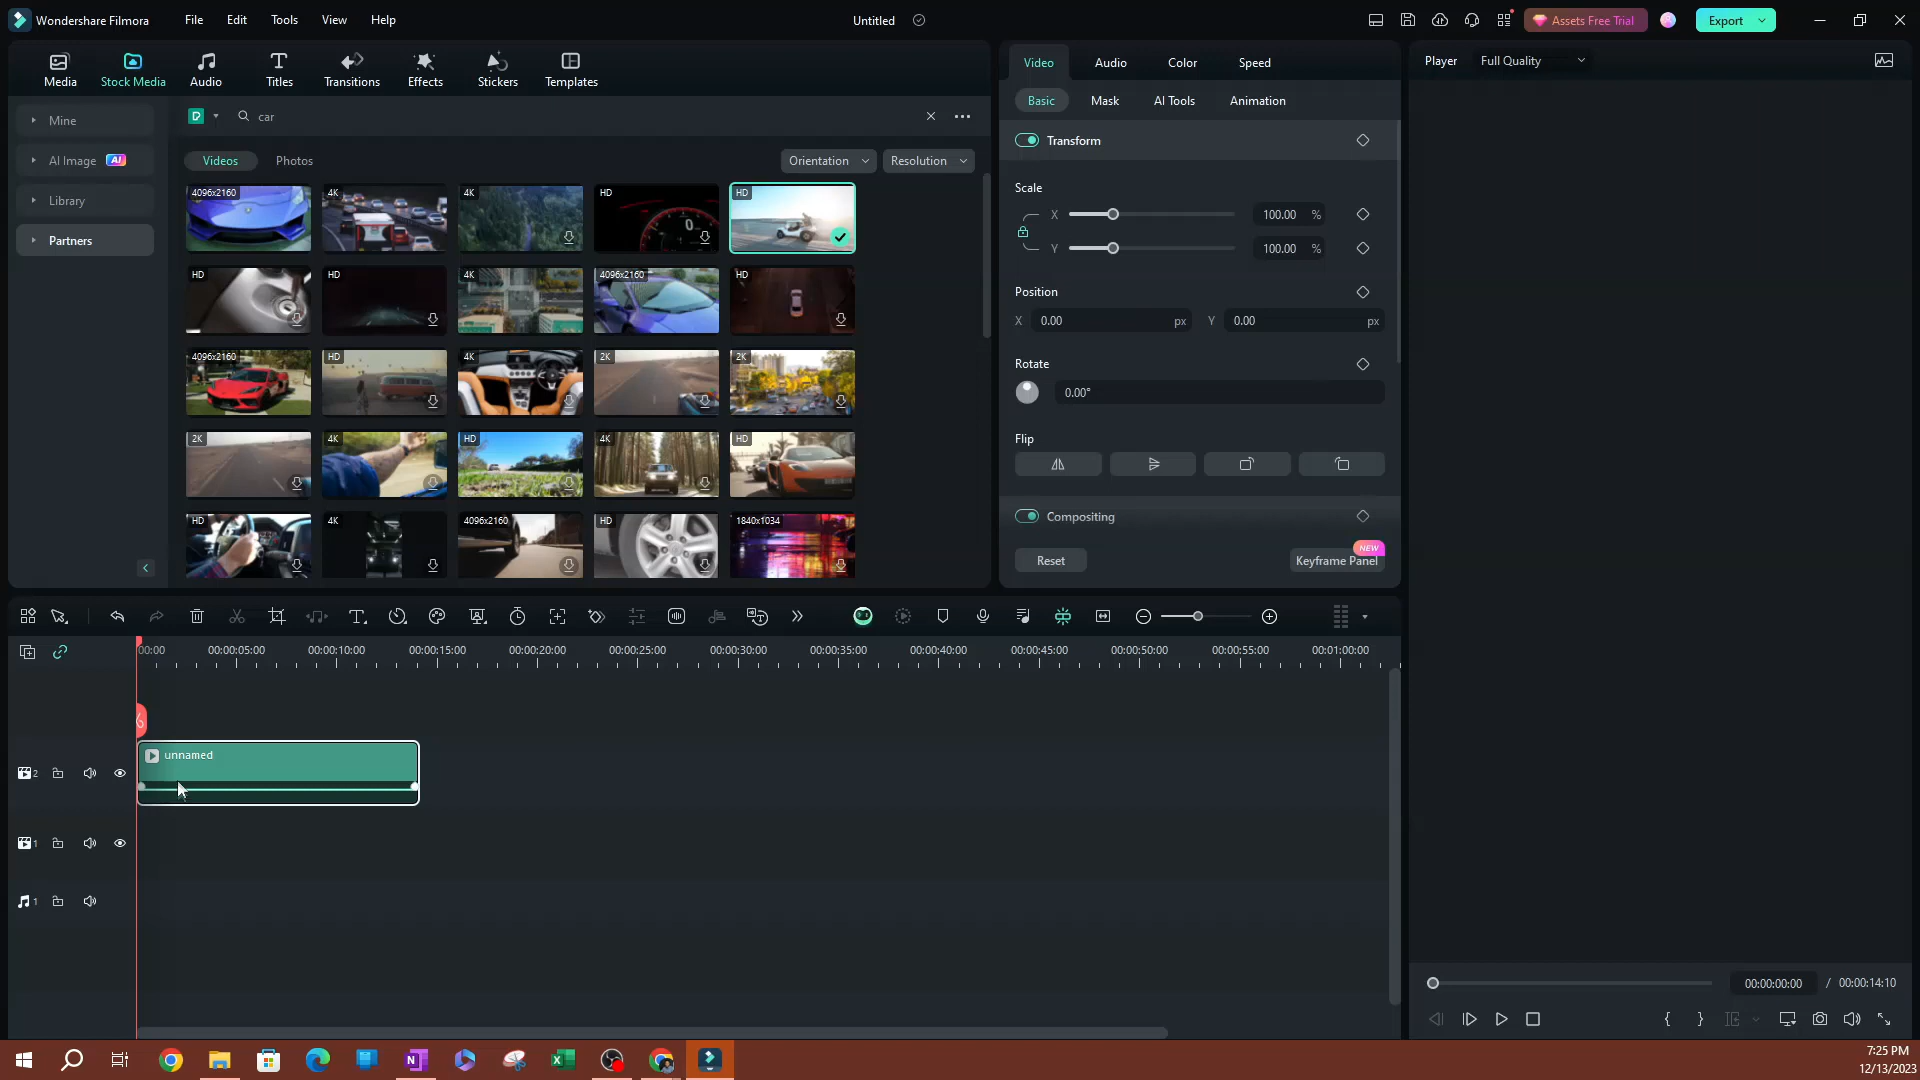 Wondershare Filmora File Edit Tools View Help Untitled Assets Free Trial Export
Media Stock Media Audio Titles Transitions Effects Stickers Templates
Mine
AI Image AI
Library
Partners
car
Videos Photos Orientation Resolution
4096x2160 4K 4K HD HD
HD HD 4K 4096x2160 HD
4096x2160 HD 4K 2K 2K
2K 4K HD 4K HD
HD 4K 4096x2160 HD 1840x1034
Video Audio Color Speed
Basic Mask AI Tools Animation
Transform
Scale
X 100.00 %
Y 100.00 %
Position
X 0.00 px Y 0.00 px
Rotate
0.00°
Flip
Compositing
NEW
Reset Keyframe Panel
Player Full Quality
00:00 00:00:05:00 00:00:10:00 00:00:15:00 00:00:20:00 00:00:25:00 00:00:30:00 00:00:35:00 00:00:40:00 00:00:45:00 00:00:50:00 00:00:55:00 00:01:00:00
unnamed
2
1
1
00:00:00:00 / 00:00:14:10
7:25 PM
12/13/2023